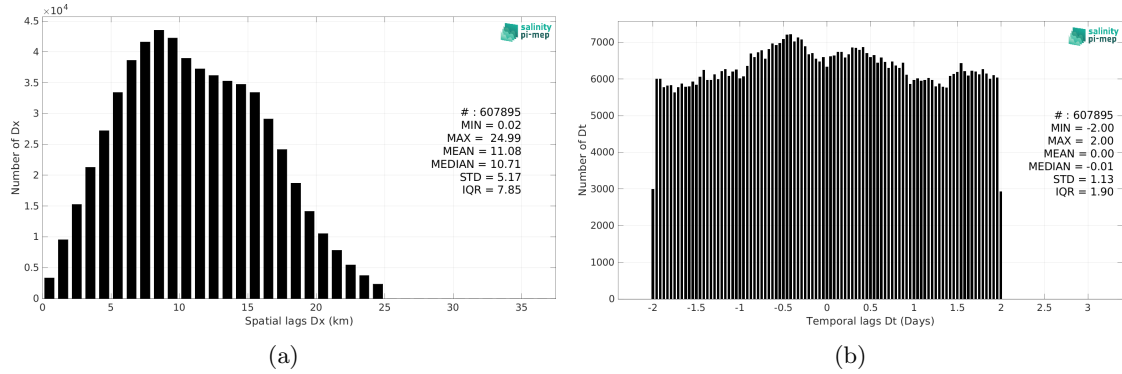 ×10⁴
4.5
4
3.5
3
2.5
2
1.5
1
0.5
0
0 5 10 15 20 25 30 35
Number of Dx
Spatial lags Dx (km)
salinity
pi-mep
# : 607895
MIN = 0.02
MAX = 24.99
MEAN = 11.08
MEDIAN = 10.71
STD = 5.17
IQR = 7.85
(a)
7000
6000
5000
4000
3000
2000
1000
0
-2 -1.5 -1 -0.5 0 0.5 1 1.5 2 3
Number of Dt
Temporal lags Dt (Days)
salinity
pi-mep
# : 607895
MIN = -2.00
MAX = 2.00
MEAN = 0.00
MEDIAN = -0.01
STD = 1.13
IQR = 1.90
(b)